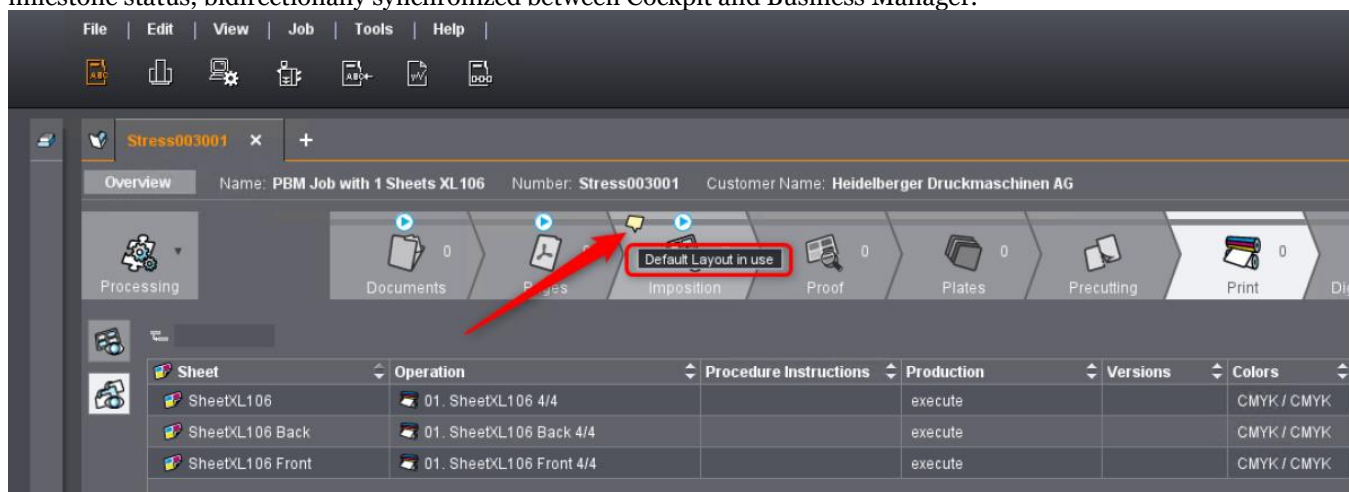 milestone status, bidirectionally synchronized between Cockpit and Business Manager.
File | Edit | View | Job | Tools | Help |
Stress003001 × +
Overview Name: PBM Job with 1 Sheets XL106 Number: Stress003001 Customer Name: Heidelberger Druckmaschinen AG
0 0 0 0
Default Layout in use
Processing Documents Pages Imposition Proof Plates Precutting Print
Sheet Operation Procedure Instructions Production Versions Colors
SheetXL106 01. SheetXL106 4/4 execute CMYK / CMYK
SheetXL106 Back 01. SheetXL106 Back 4/4 execute CMYK / CMYK
SheetXL106 Front 01. SheetXL106 Front 4/4 execute CMYK / CMYK